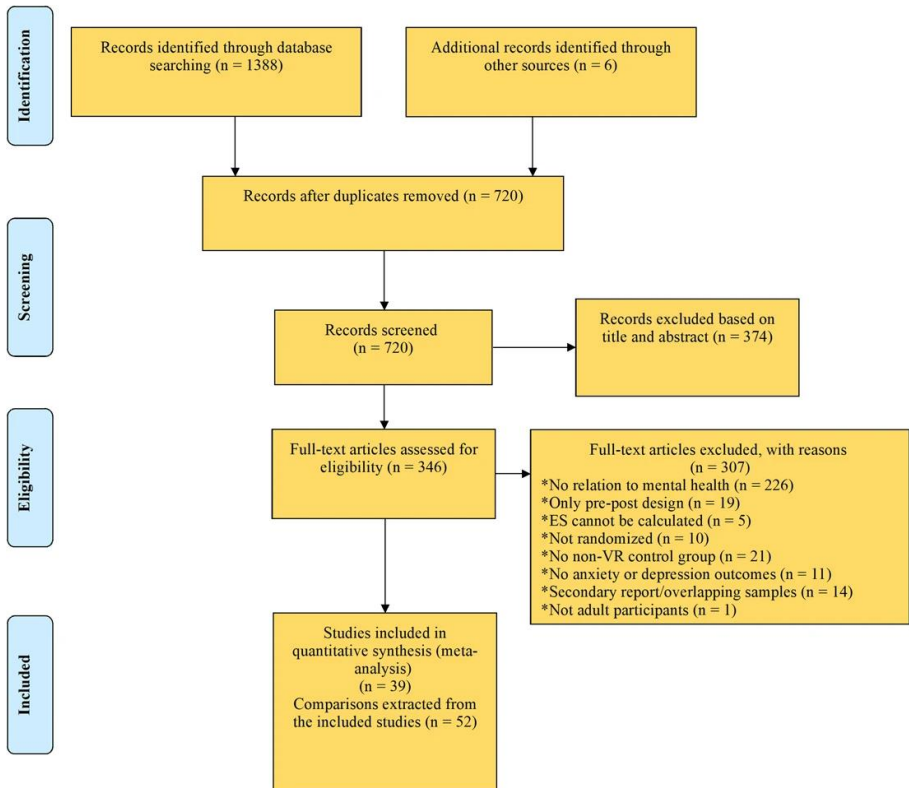 Identification
Records identified through database
searching (n = 1388)
Additional records identified through
other sources (n = 6)
Records after duplicates removed (n = 720)
Screening
Records screened
(n = 720)
Records excluded based on
title and abstract (n = 374)
Eligibility
Full-text articles assessed for
eligibility (n = 346)
Full-text articles excluded, with reasons
(n = 307)
*No relation to mental health (n = 226)
*Only pre-post design (n = 19)
*ES cannot be calculated (n = 5)
*Not randomized (n = 10)
*No non-VR control group (n = 21)
*No anxiety or depression outcomes (n = 11)
*Secondary report/overlapping samples (n = 14)
*Not adult participants (n = 1)
Included
Studies included in
quantitative synthesis (meta-
analysis)
(n = 39)
Comparisons extracted from
the included studies (n = 52)